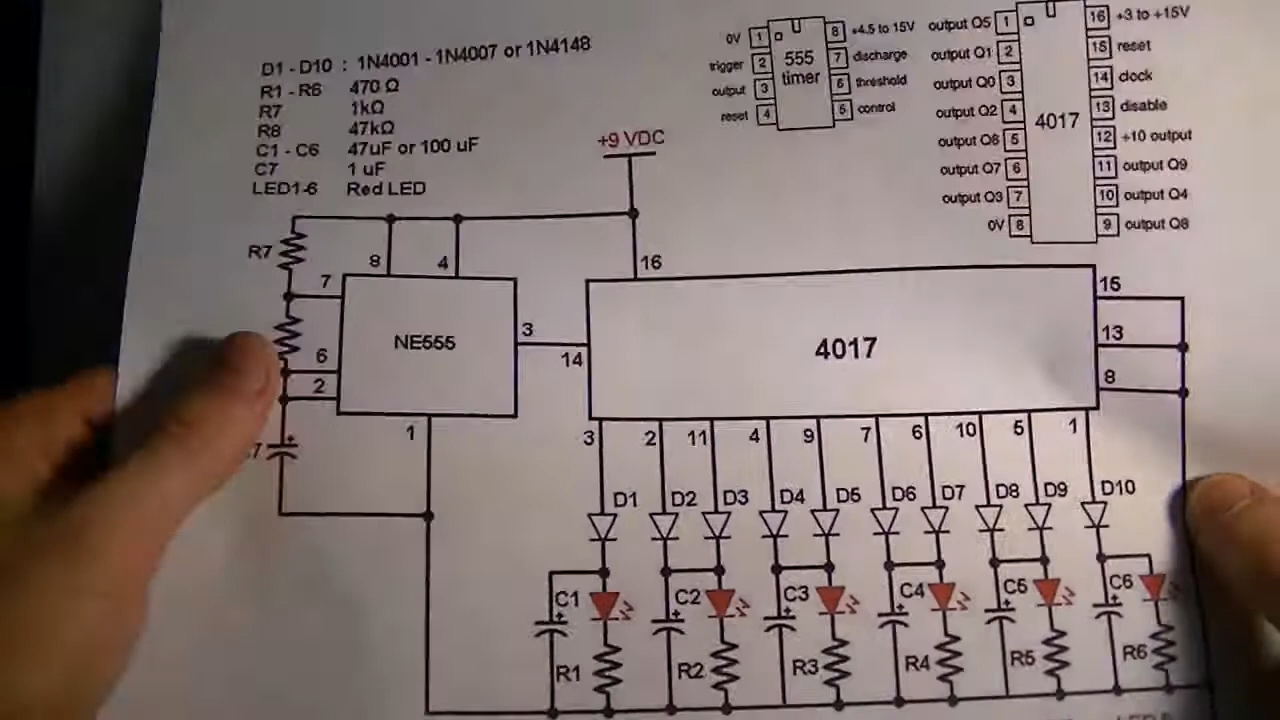 D1 - D10 : 1N4001 - 1N4007 or 1N4148
R1 - R6 470 Ω
R7 1kΩ
R8 47kΩ
C1 - C6 47uF or 100 uF
C7 1 uF
LED1-6 Red LED
0V 1 8 +4.5 to 15V
trigger 2 7 discharge
output 3 6 threshold
reset 4 5 control
555
timer
output Q5 1 16 +3 to +15V
output Q1 2 15 reset
output Q0 3 14 clock
output Q2 4 13 disable
output Q6 5 12 +10 output
output Q7 6 11 output Q9
output Q3 7 10 output Q4
0V 8 9 output Q8
4017
+9 VDC
R7
8 4 16
7
6
2
NE555
3
14
4017
15
13
8
7
1
3 2 11 4 9 7 6 10 5 1
D1 D2 D3 D4 D5 D6 D7 D8 D9 D10
C1 C2 C3 C4 C5 C6
+ + + + + + +
R1 R2 R3 R4 R5 R6